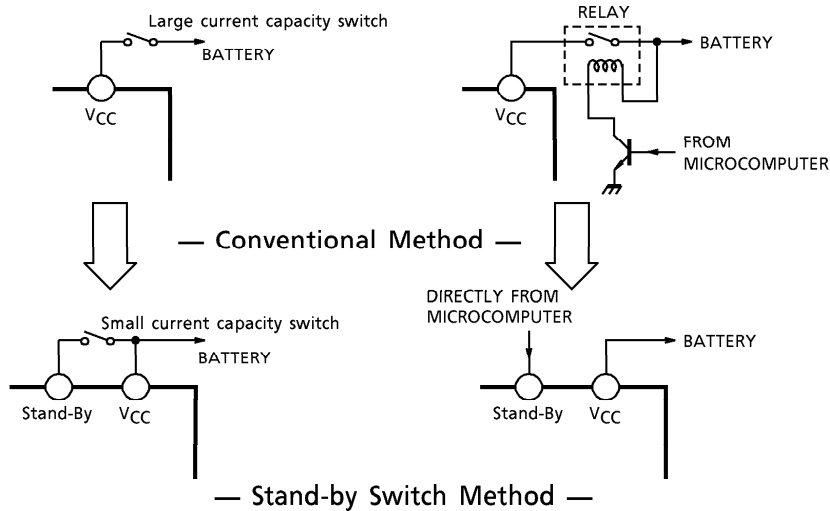 Large current capacity switch
BATTERY
VCC
RELAY
BATTERY
VCC
FROM
MICROCOMPUTER
— Conventional Method —
Small current capacity switch
BATTERY
Stand-By
VCC
DIRECTLY FROM
MICROCOMPUTER
BATTERY
Stand-By
VCC
— Stand-by Switch Method —